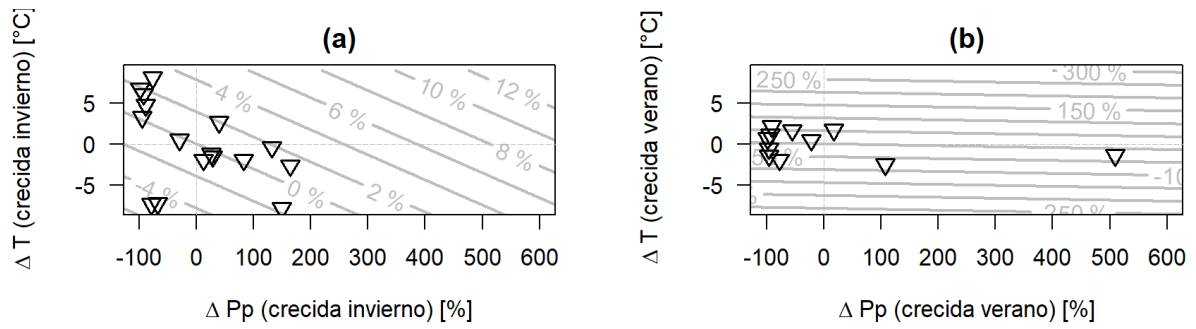 (a)
Δ T (crecida invierno) [°C]
5
0
-5
4 %
6 %
10 %
12 %
8 %
-4 %
0 %
2 %
-100 0 100 200 300 400 500 600
Δ Pp (crecida invierno) [%]
(b)
Δ T (crecida verano) [°C]
5
0
-5
250 %
-300 %
150 %
-10
250 %
-100 0 100 200 300 400 500 600
Δ Pp (crecida verano) [%]